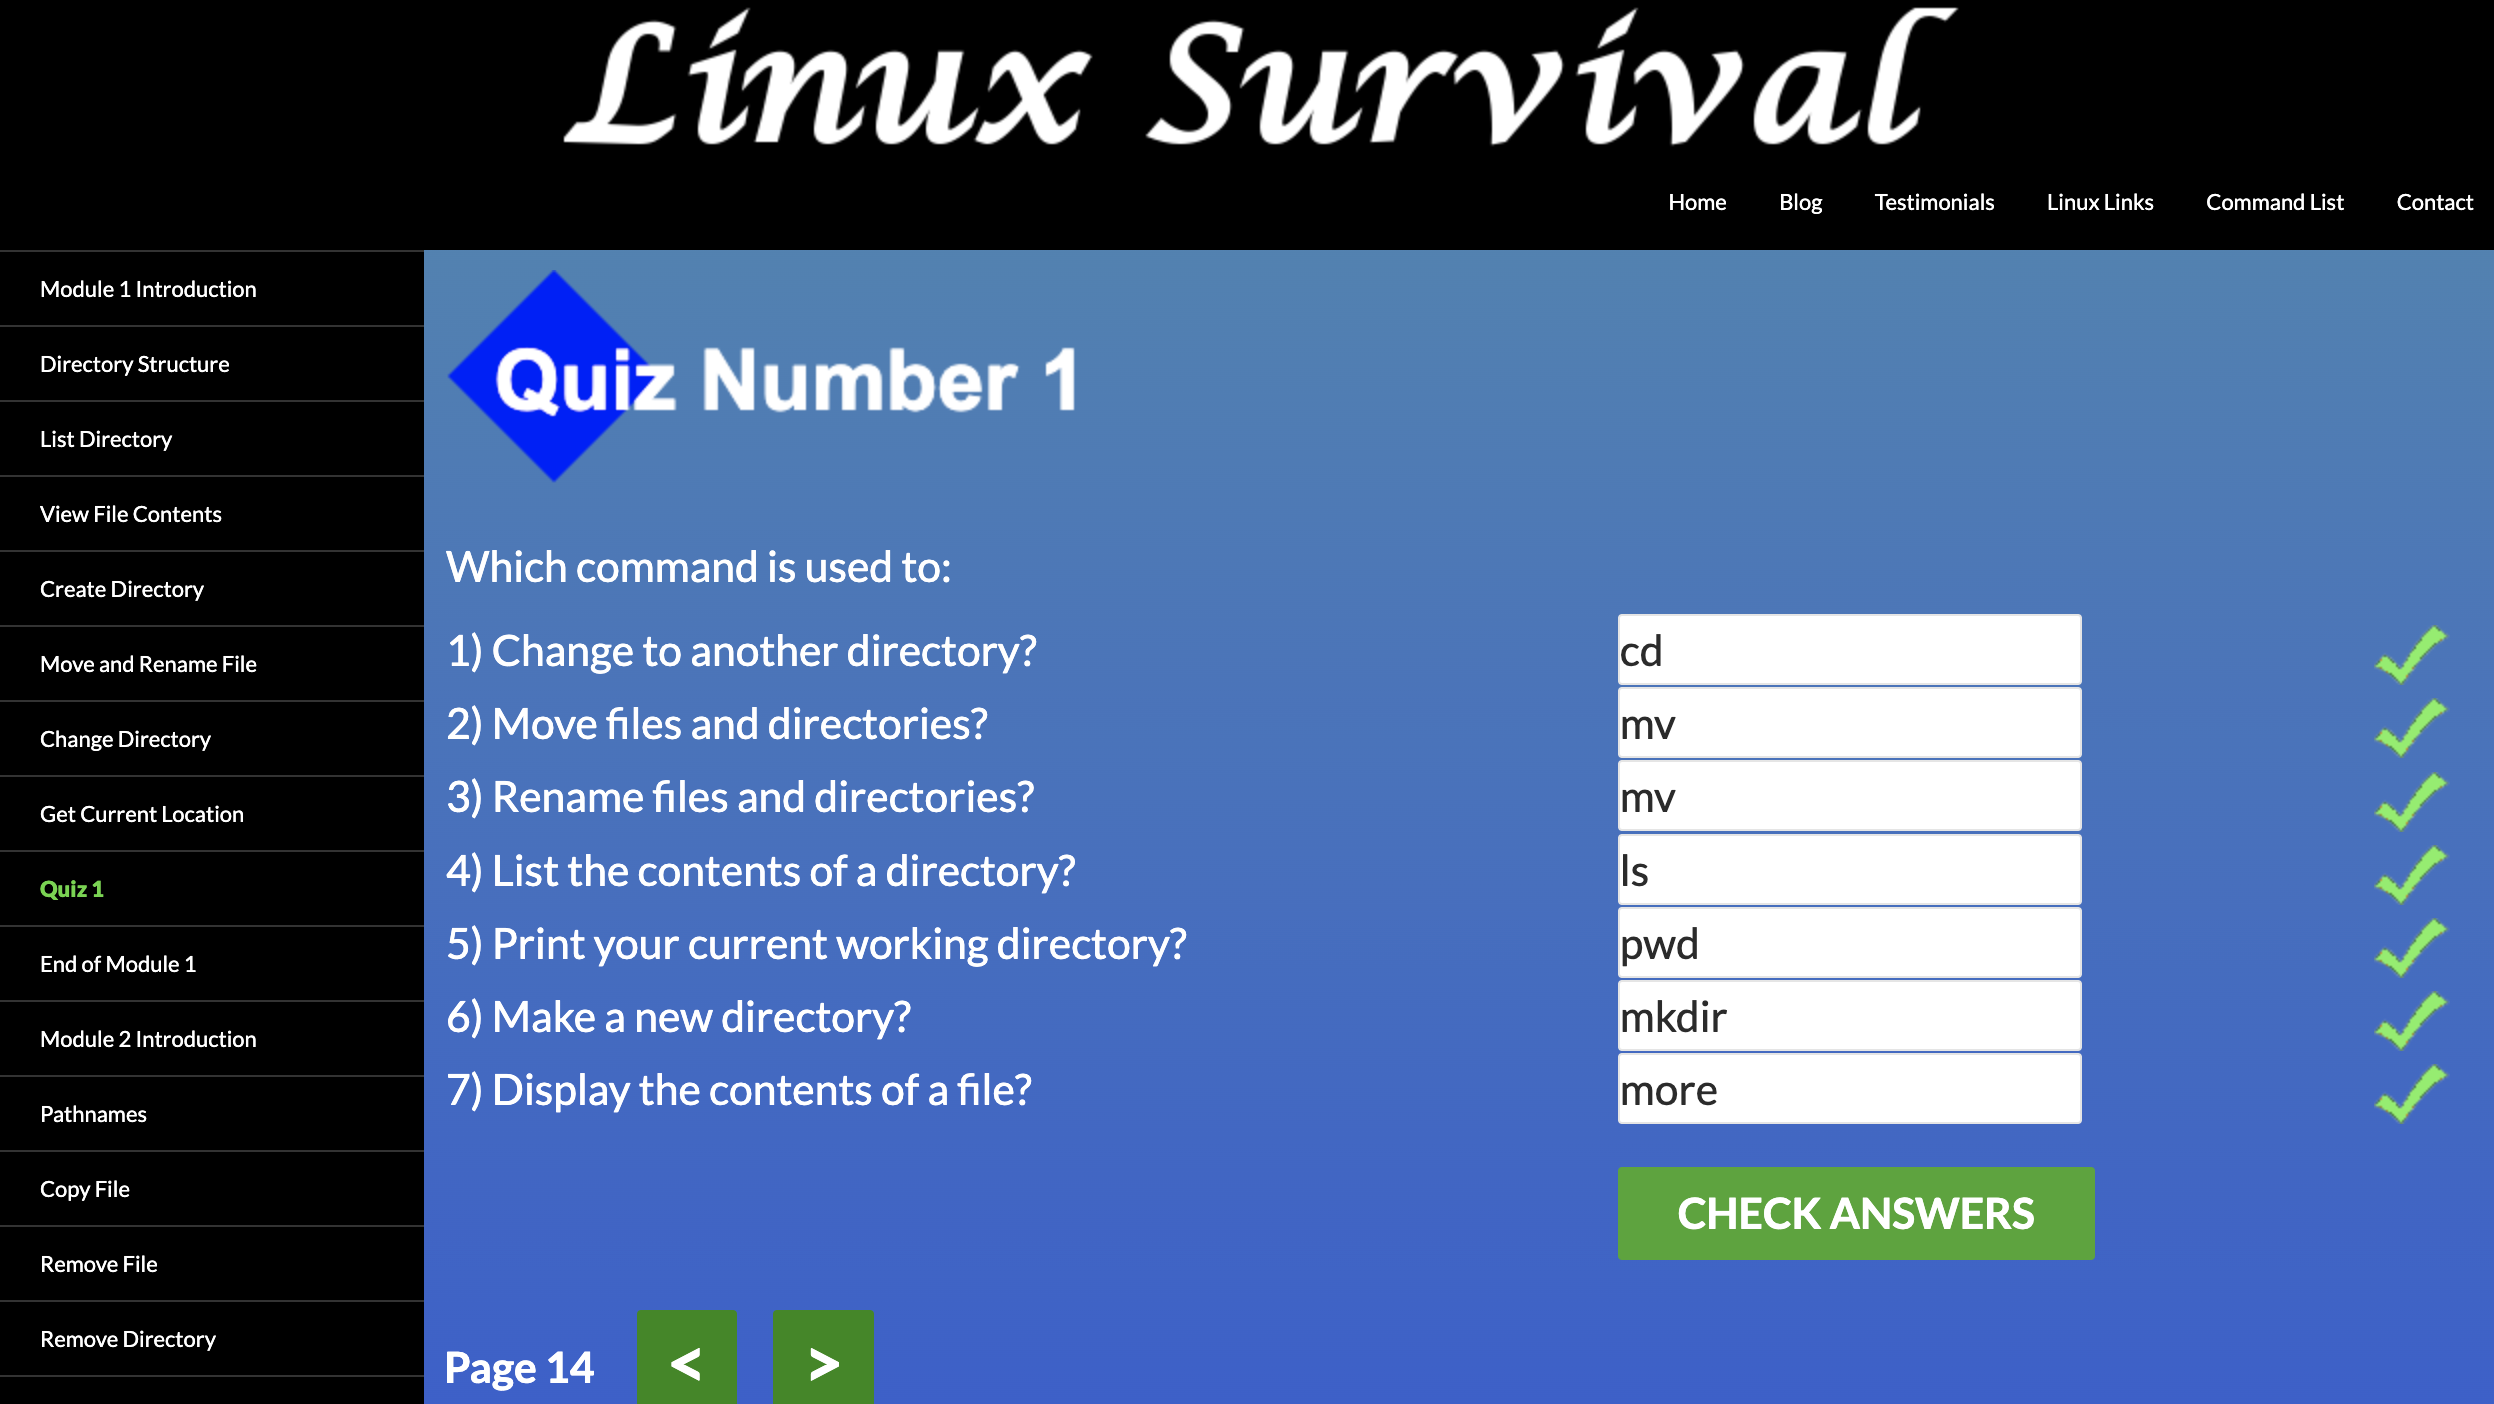 Linux Survival
Home Blog Testimonials Linux Links Command List Contact
Module 1 Introduction
Directory Structure
List Directory
View File Contents
Create Directory
Move and Rename File
Change Directory
Get Current Location
Quiz 1
End of Module 1
Module 2 Introduction
Pathnames
Copy File
Remove File
Remove Directory
Quiz Number 1
Which command is used to:
1) Change to another directory? cd
2) Move files and directories? mv
3) Rename files and directories? mv
4) List the contents of a directory? ls
5) Print your current working directory? pwd
6) Make a new directory? mkdir
7) Display the contents of a file? more
CHECK ANSWERS
Page 14 < >